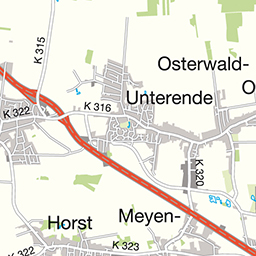 K 315
Osterwald-
O
Unterende
K 316
K 322
K 320
Meyen-
Horst
K 323
K 322